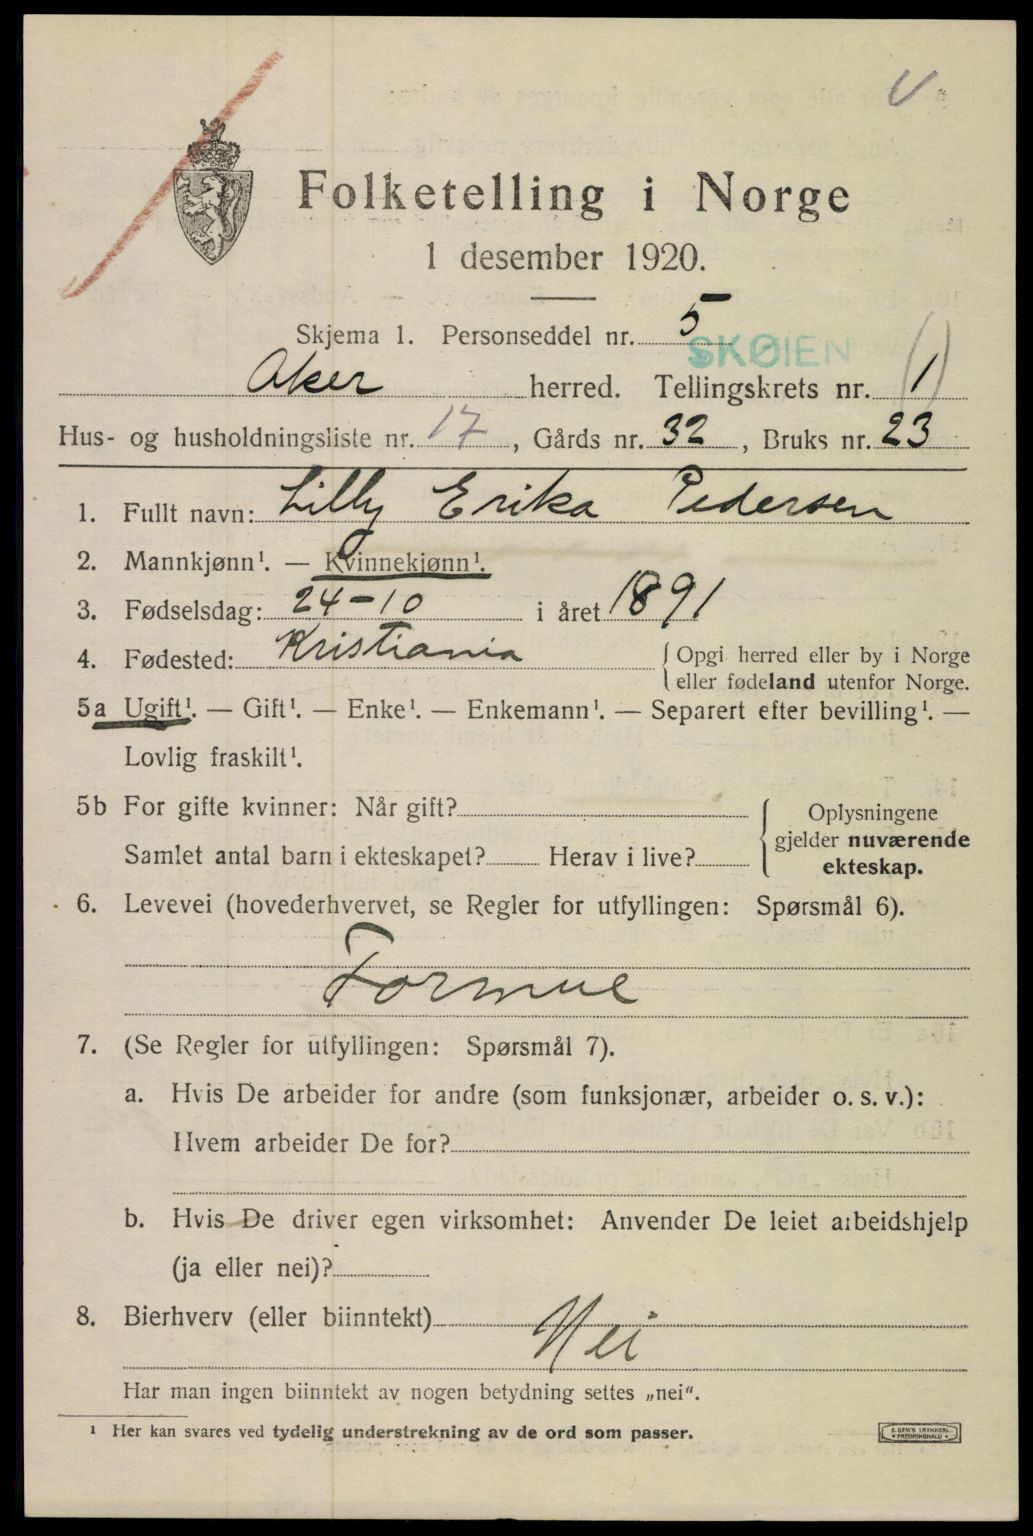 Folketelling i Norge
1 desember 1920.
Skjema 1. Personseddel nr. 5
SKØIEN
Aker herred. Tellingskrets nr. 1
Hus- og husholdningsliste nr. 17, Gårds nr. 32, Bruks nr. 23
1. Fullt navn: Lilly Erika Pedersen
2. Mannkjønn¹. — Kvinnekjønn¹.
3. Fødselsdag: 24-10 i året 1891
4. Fødested: Kristiania { Opgi herred eller by i Norge
eller fødeland utenfor Norge.
5a Ugift¹. — Gift¹. — Enke¹. — Enkemann¹. — Separert efter bevilling¹. —
Lovlig fraskilt¹.
5b For gifte kvinner: Når gift?
Samlet antal barn i ekteskapet? Herav i live?
Oplysningene
gjelder nuværende
ekteskap.
6. Levevei (hovederhvervet, se Regler for utfyllingen: Spørsmål 6).
Formue
7. (Se Regler for utfyllingen: Spørsmål 7).
a. Hvis De arbeider for andre (som funksjonær, arbeider o. s. v.):
Hvem arbeider De for?
b. Hvis De driver egen virksomhet: Anvender De leiet arbeidshjelp
(ja eller nei)?
8. Bierhverv (eller biinntekt) Nei
Har man ingen biinntekt av nogen betydning settes „nei“.
¹ Her kan svares ved tydelig understrekning av de ord som passer.